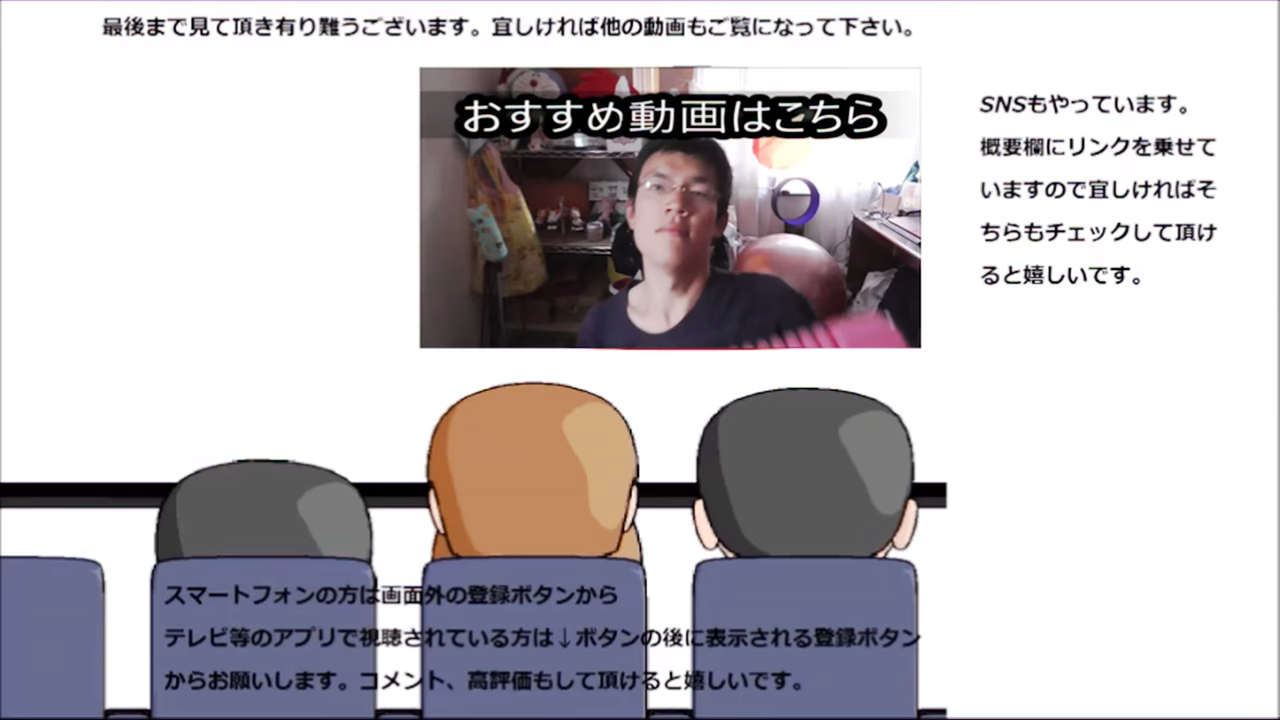 最後まで見て頂き有り難うございます。宜しければ他の動画もご覧になって下さい。
おすすめ動画はこちら
SNSもやっています。
概要欄にリンクを乗せて
いますので宜しければそ
ちらもチェックして頂け
ると嬉しいです。
スマートフォンの方は画面外の登録ボタンから
テレビ等のアプリで視聴されている方は↓ボタンの後に表示される登録ボタン
からお願いします。コメント、高評価もして頂けると嬉しいです。